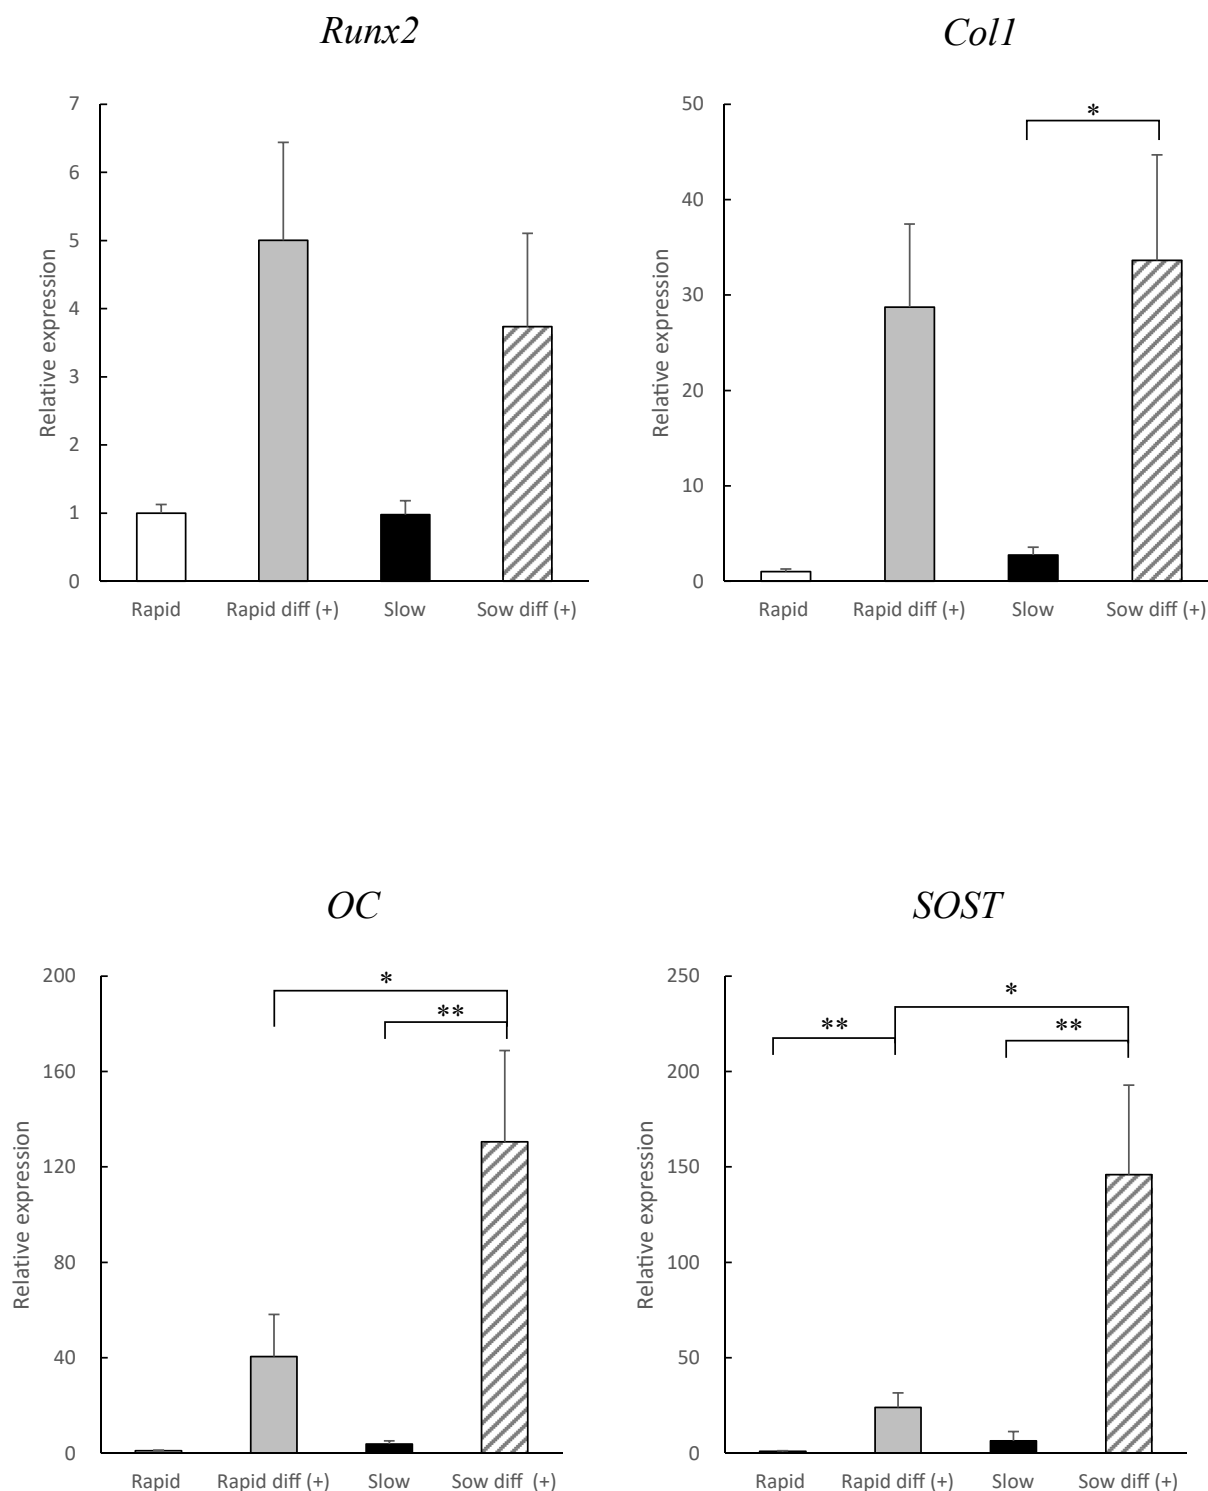 Runx2
Col1
7
6
5
4
3
2
1
0
Relative expression
Rapid
Rapid diff (+)
Slow
Sow diff (+)
50
40
30
20
10
0
Relative expression
*
Rapid
Rapid diff (+)
Slow
Sow diff (+)
OC
SOST
200
160
120
80
40
0
Relative expression
*
**
Rapid
Rapid diff (+)
Slow
Sow diff (+)
250
200
150
100
50
0
Relative expression
*
**
**
Rapid
Rapid diff (+)
Slow
Sow diff (+)